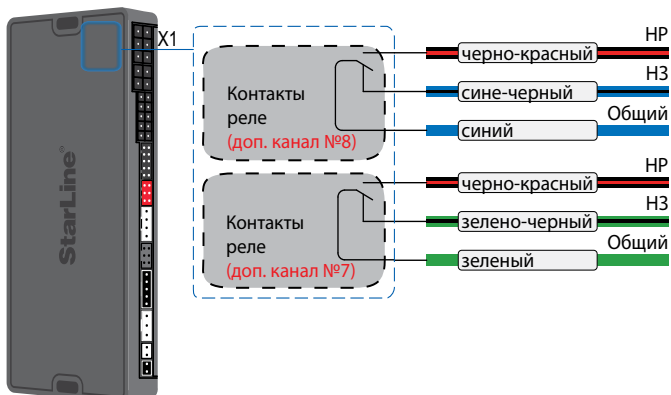 X1
StarLine®
Контакты
реле
(доп. канал №8)
черно-красный
НР
сине-черный
НЗ
синий
Общий
Контакты
реле
(доп. канал №7)
черно-красный
НР
зелено-черный
НЗ
зеленый
Общий